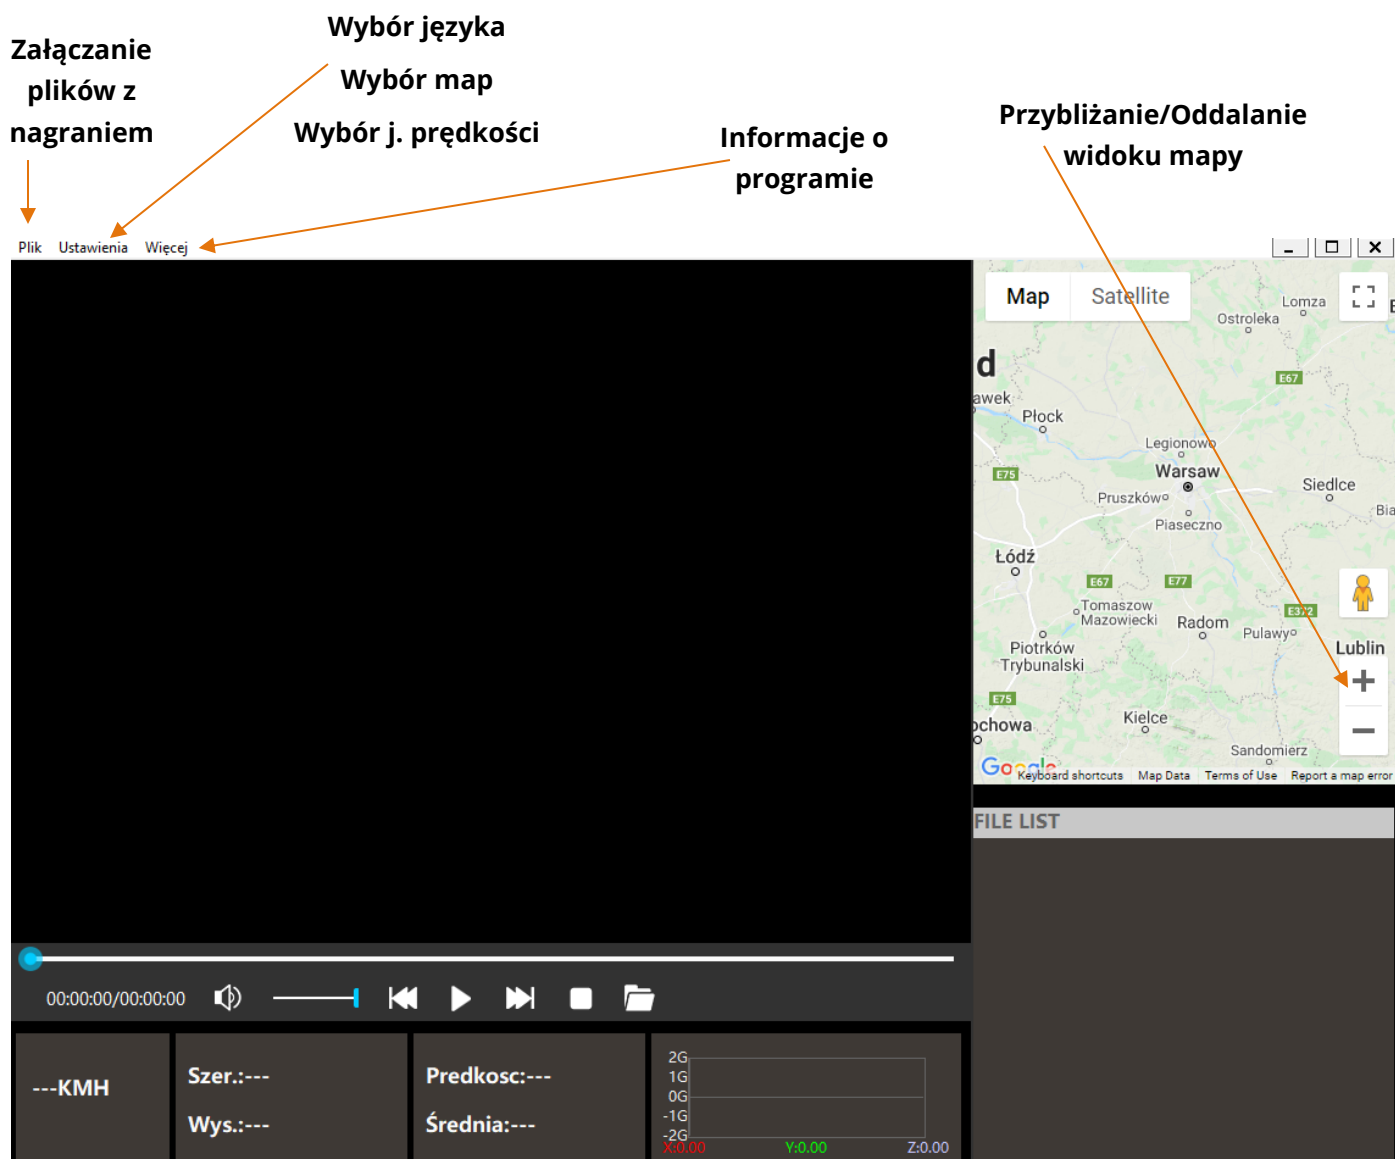 Załączanie
plików z
nagraniem
Wybór języka
Wybór map
Wybór j. prędkości
Informacje o
programie
Przybliżanie/Oddalanie
widoku mapy
Plik Ustawienia Więcej
Map Satellite
Lomza
Ostroleka
E
d
E67
awek
Płock
Legionowo
Warsaw
E75
Siedlce
Pruszków
Bia
Piaseczno
Łódź
E67
E77
Tomaszow
Mazowiecki
E372
Radom
Pulawy
Piotrków
Trybunalski
Lublin
E75
Kielce
ochowa
Sandomierz
Google
Keyboard shortcuts Map Data Terms of Use Report a map error
FILE LIST
00:00:00/00:00:00
---KMH
Szer.:---
Wys.:---
Predkosc:---
Średnia:---
2G
1G
0G
-1G
-2G
X:0.00 Y:0.00 Z:0.00